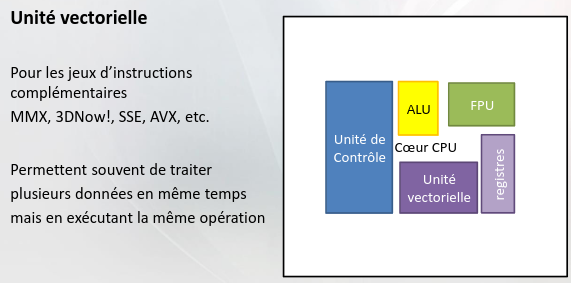 Unité vectorielle
Pour les jeux d’instructions
complémentaires
MMX, 3DNow!, SSE, AVX, etc.
Permettent souvent de traiter
plusieurs données en même temps
mais en exécutant la même opération
Unité de
Contrôle
ALU
FPU
Cœur CPU
Unité
vectorielle
registres